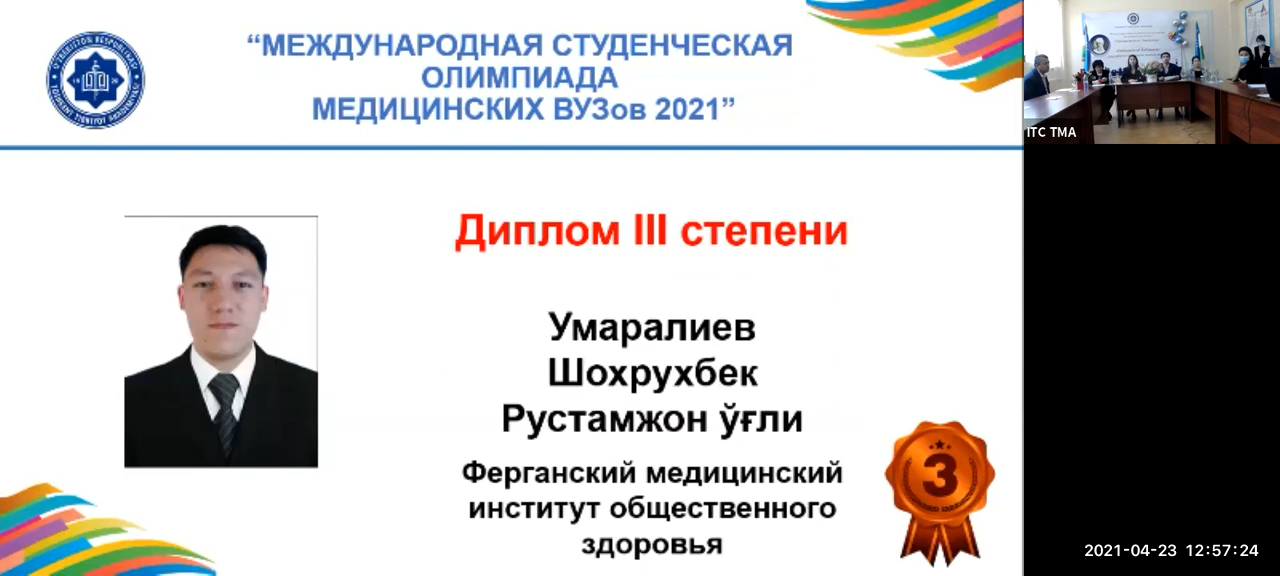 “МЕЖДУНАРОДНАЯ СТУДЕНЧЕСКАЯ
ОЛИМПИАДА
МЕДИЦИНСКИХ ВУЗов 2021”
Диплом III степени
Умаралиев
Шохрухбек
Рустамжон ўғли
Ферганский медицинский
институт общественного
здоровья
3
ITC TMA
2021-04-23 12:57:24